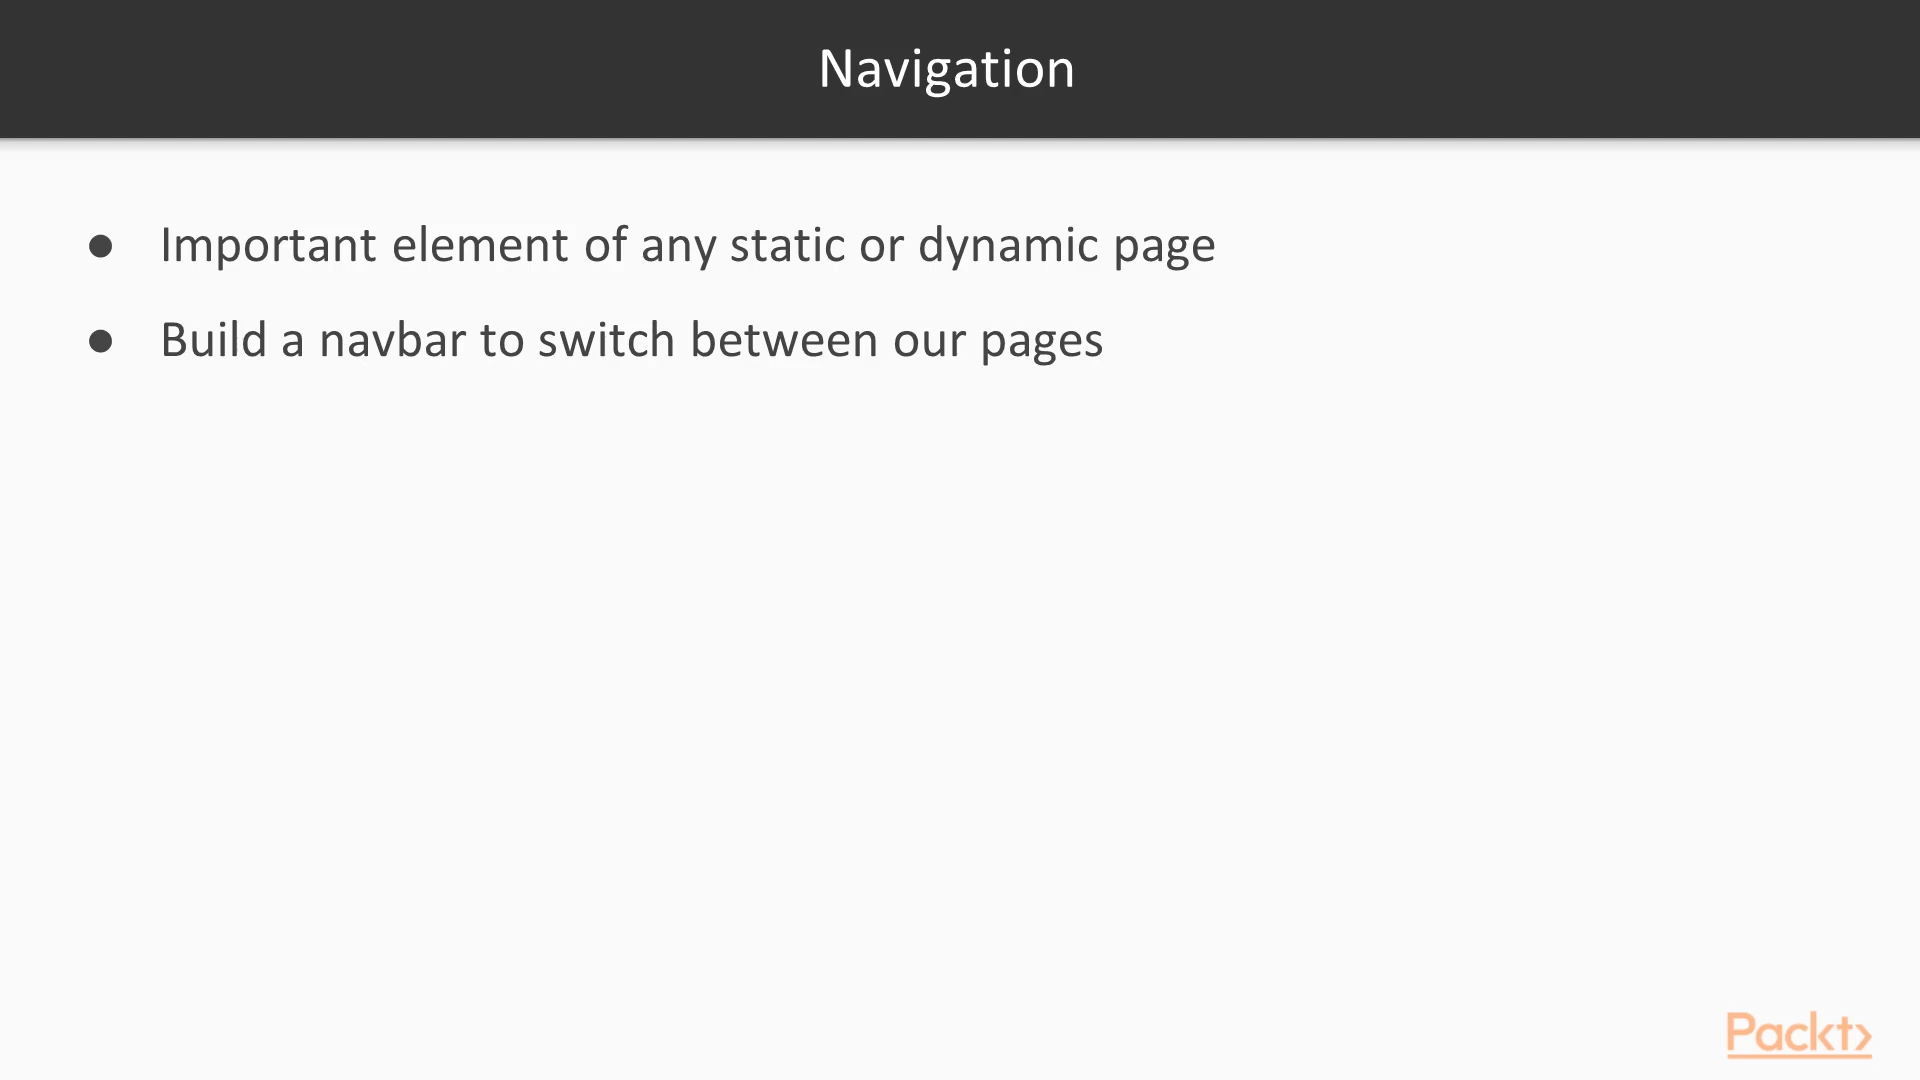 Navigation
● Important element of any static or dynamic page
● Build a navbar to switch between our pages
Packt>